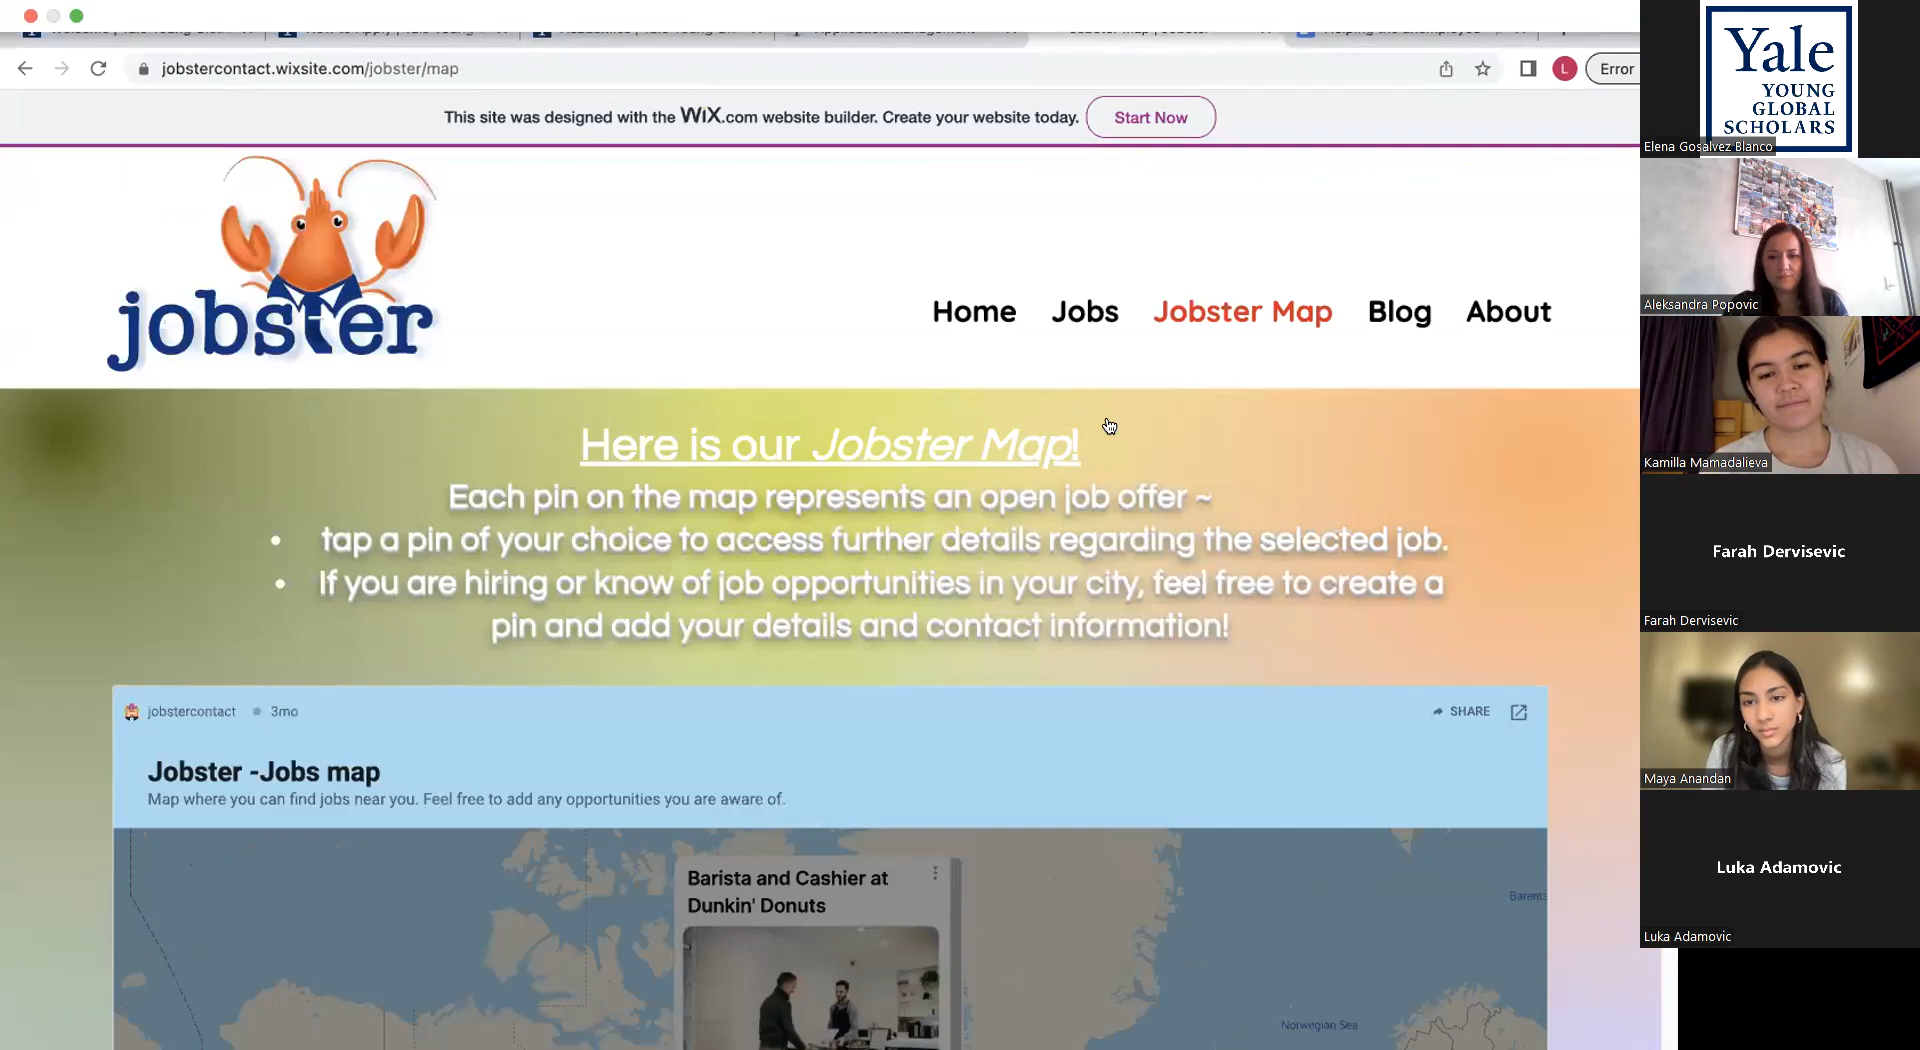 jobstercontact.wixsite.com/jobster/map
L
Error
This site was designed with the WiX.com website builder. Create your website today.
Start Now
jobster
Home
Jobs
Jobster Map
Blog
About
Here is our Jobster Map!
Each pin on the map represents an open job offer ~
• tap a pin of your choice to access further details regarding the selected job.
• If you are hiring or know of job opportunities in your city, feel free to create a
pin and add your details and contact information!
jobstercontact
3mo
SHARE
Jobster -Jobs map
Map where you can find jobs near you. Feel free to add any opportunities you are aware of.
Barista and Cashier at
Dunkin' Donuts
Barents
Norwegian Sea
Yale
YOUNG
GLOBAL
SCHOLARS
Elena Gosalvez Blanco
Aleksandra Popovic
Kamilla Mamadalieva
Farah Dervisevic
Farah Dervisevic
Maya Anandan
Luka Adamovic
Luka Adamovic